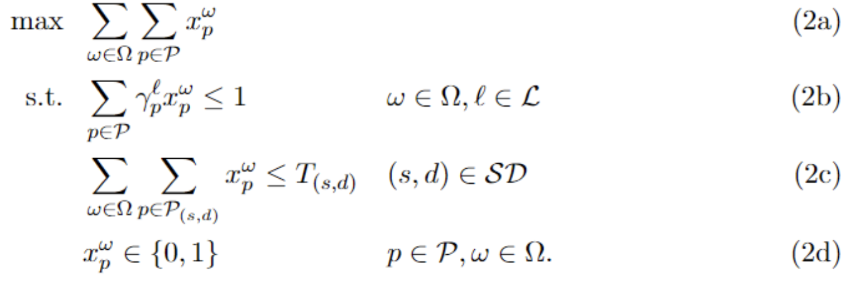 max ∑_{ω∈Ω} ∑_{p∈𝒫} x_p^ω (2a)
s.t. ∑_{p∈𝒫} γ_p^ℓ x_p^ω ≤ 1 ω ∈ Ω, ℓ ∈ ℒ (2b)
∑_{ω∈Ω} ∑_{p∈𝒫_{(s,d)}} x_p^ω ≤ T_{(s,d)} (s, d) ∈ 𝒮𝒟 (2c)
x_p^ω ∈ {0, 1} p ∈ 𝒫, ω ∈ Ω. (2d)